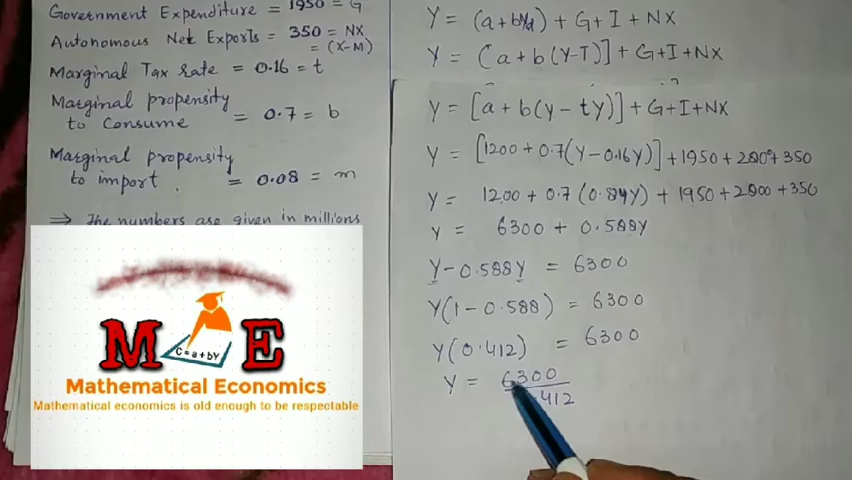 Government Expenditure = 1950 = G
Autonomous Net Exports = 350 = NX
= (X-M)
Marginal Tax rate = 0.16 = t
Marginal propensity
to Consume = 0.7 = b
Marginal propensity
to import. = 0.08 = m
⇒ The numbers are given in millions
M E
C=a+bY
Mathematical Economics
Mathematical economics is old enough to be respectable
Y = (a+bYd) + G+I+NX
Y = (a+b(Y-T)] + G+I+NX
Y = [a+b(Y-tY)] + G+I+NX
Y = [1200+0.7(Y-0.16Y)] +1950+2800+350
Y = 1200+0.7(0.84Y) + 1950+2800+350
Y = 6300 + 0.588Y
Y-0.588Y = 6300
Y(1-0.588) = 6300
Y(0.412) = 6300
Y = 6300
.412